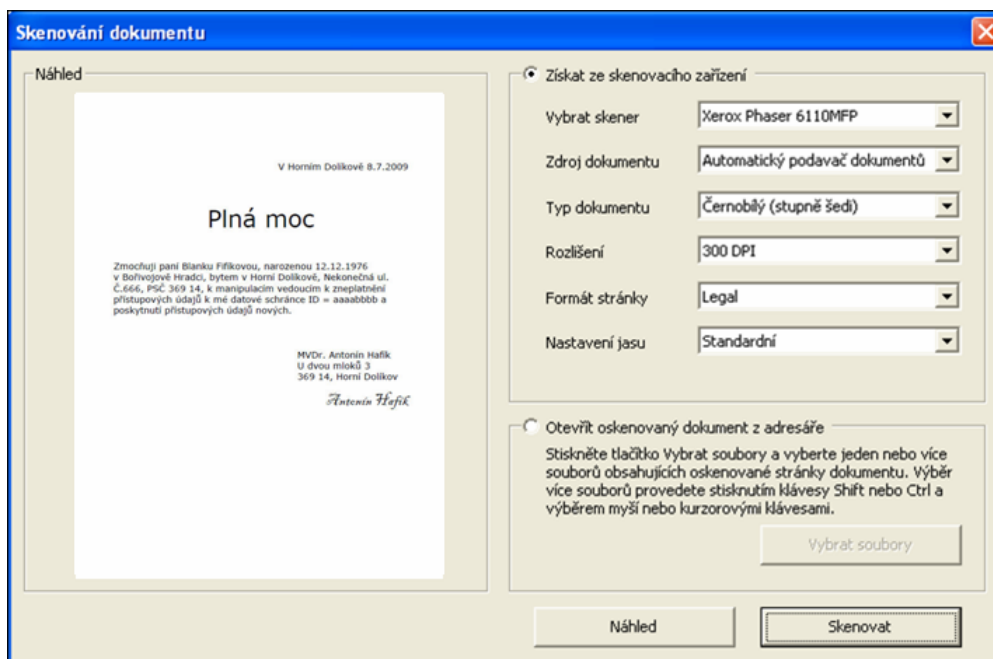 Skenování dokumentu
Náhled
V Horním Dolíkově 8.7.2009
Plná moc
Zmocňuji paní Blanku Fifíkovou, narozenou 12.12.1976
v Bořivojově Hradci, bytem v Horní Dolíkově, Nekonečná ul.
Č.666, PSČ 369 14, k manipulacím vedoucím k zneplatnění
přístupových údajů k mé datové schránce ID = aaaabbbb a
poskytnutí přístupových údajů nových.
MVDr. Antonín Hafík
U dvou mloků 3
369 14, Horní Dolíkov
Antonín Hafík
Získat ze skenovacího zařízení
Vybrat skener
Xerox Phaser 6110MFP
Zdroj dokumentu
Automatický podavač dokumentů
Typ dokumentu
Černobílý (stupně šedi)
Rozlišení
300 DPI
Formát stránky
Legal
Nastavení jasu
Standardní
Otevřít oskenovaný dokument z adresáře
Stiskněte tlačítko Vybrat soubory a vyberte jeden nebo více
souborů obsahujících oskenované stránky dokumentu. Výběr
více souborů provedete stisknutím klávesy Shift nebo Ctrl a
výběrem myší nebo kurzorovými klávesami.
Vybrat soubory
Náhled
Skenovat